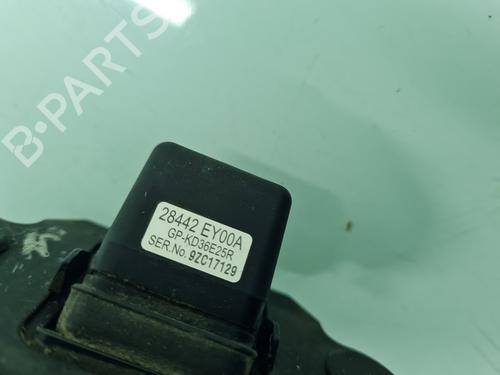 B-PARTS
28442 EY00A
GP-KD36E25R
SER.No. 9ZC17129